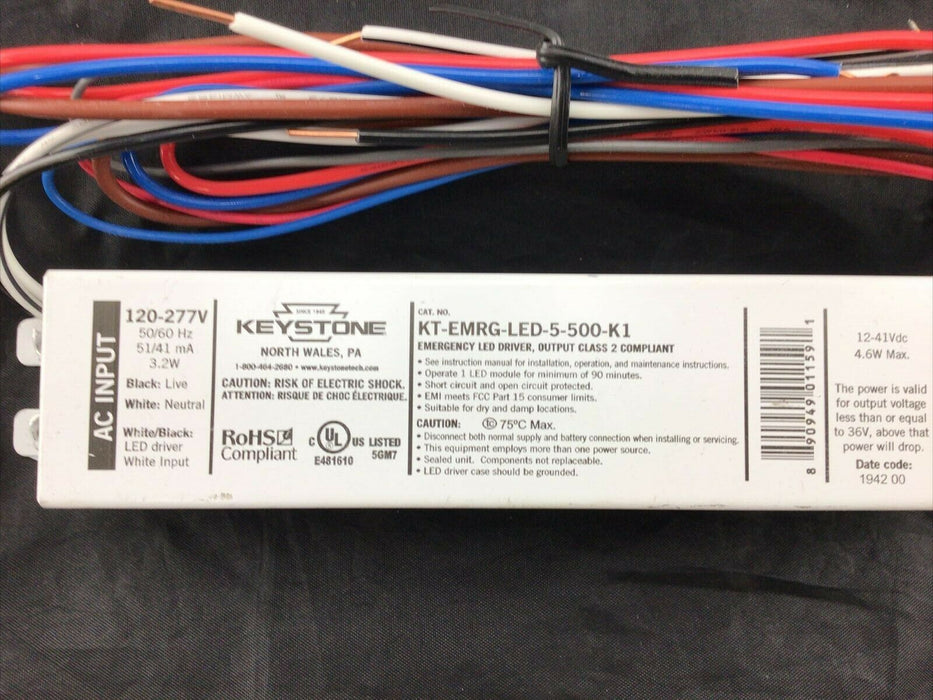 AC INPUT
120-277V
50/60 Hz
51/41 mA
3.2W
Black: Live
White: Neutral
White/Black:
LED driver
White Input
SINCE 1945
KEYSTONE
NORTH WALES, PA
1-800-464-2680 • www.keystonetech.com
CAUTION: RISK OF ELECTRIC SHOCK.
ATTENTION: RISQUE DE CHOC ÉLECTRIQUE.
RoHS
Compliant
C UL US LISTED
E481610
5GM7
CAT. NO.
KT-EMRG-LED-5-500-K1
EMERGENCY LED DRIVER, OUTPUT CLASS 2 COMPLIANT
• See instruction manual for installation, operation, and maintenance instructions.
• Operate 1 LED module for minimum of 90 minutes.
• Short circuit and open circuit protected.
• EMI meets FCC Part 15 consumer limits.
• Suitable for dry and damp locations.
CAUTION: tc 75°C Max.
• Disconnect both normal supply and battery connection when installing or servicing.
• This equipment employs more than one power source.
• Sealed unit. Components not replaceable.
• LED driver case should be grounded.
8 90949 01159 1
12-41Vdc
4.6W Max.
The power is valid
for output voltage
less than or equal
to 36V, above that
power will drop.
Date code:
1942 00